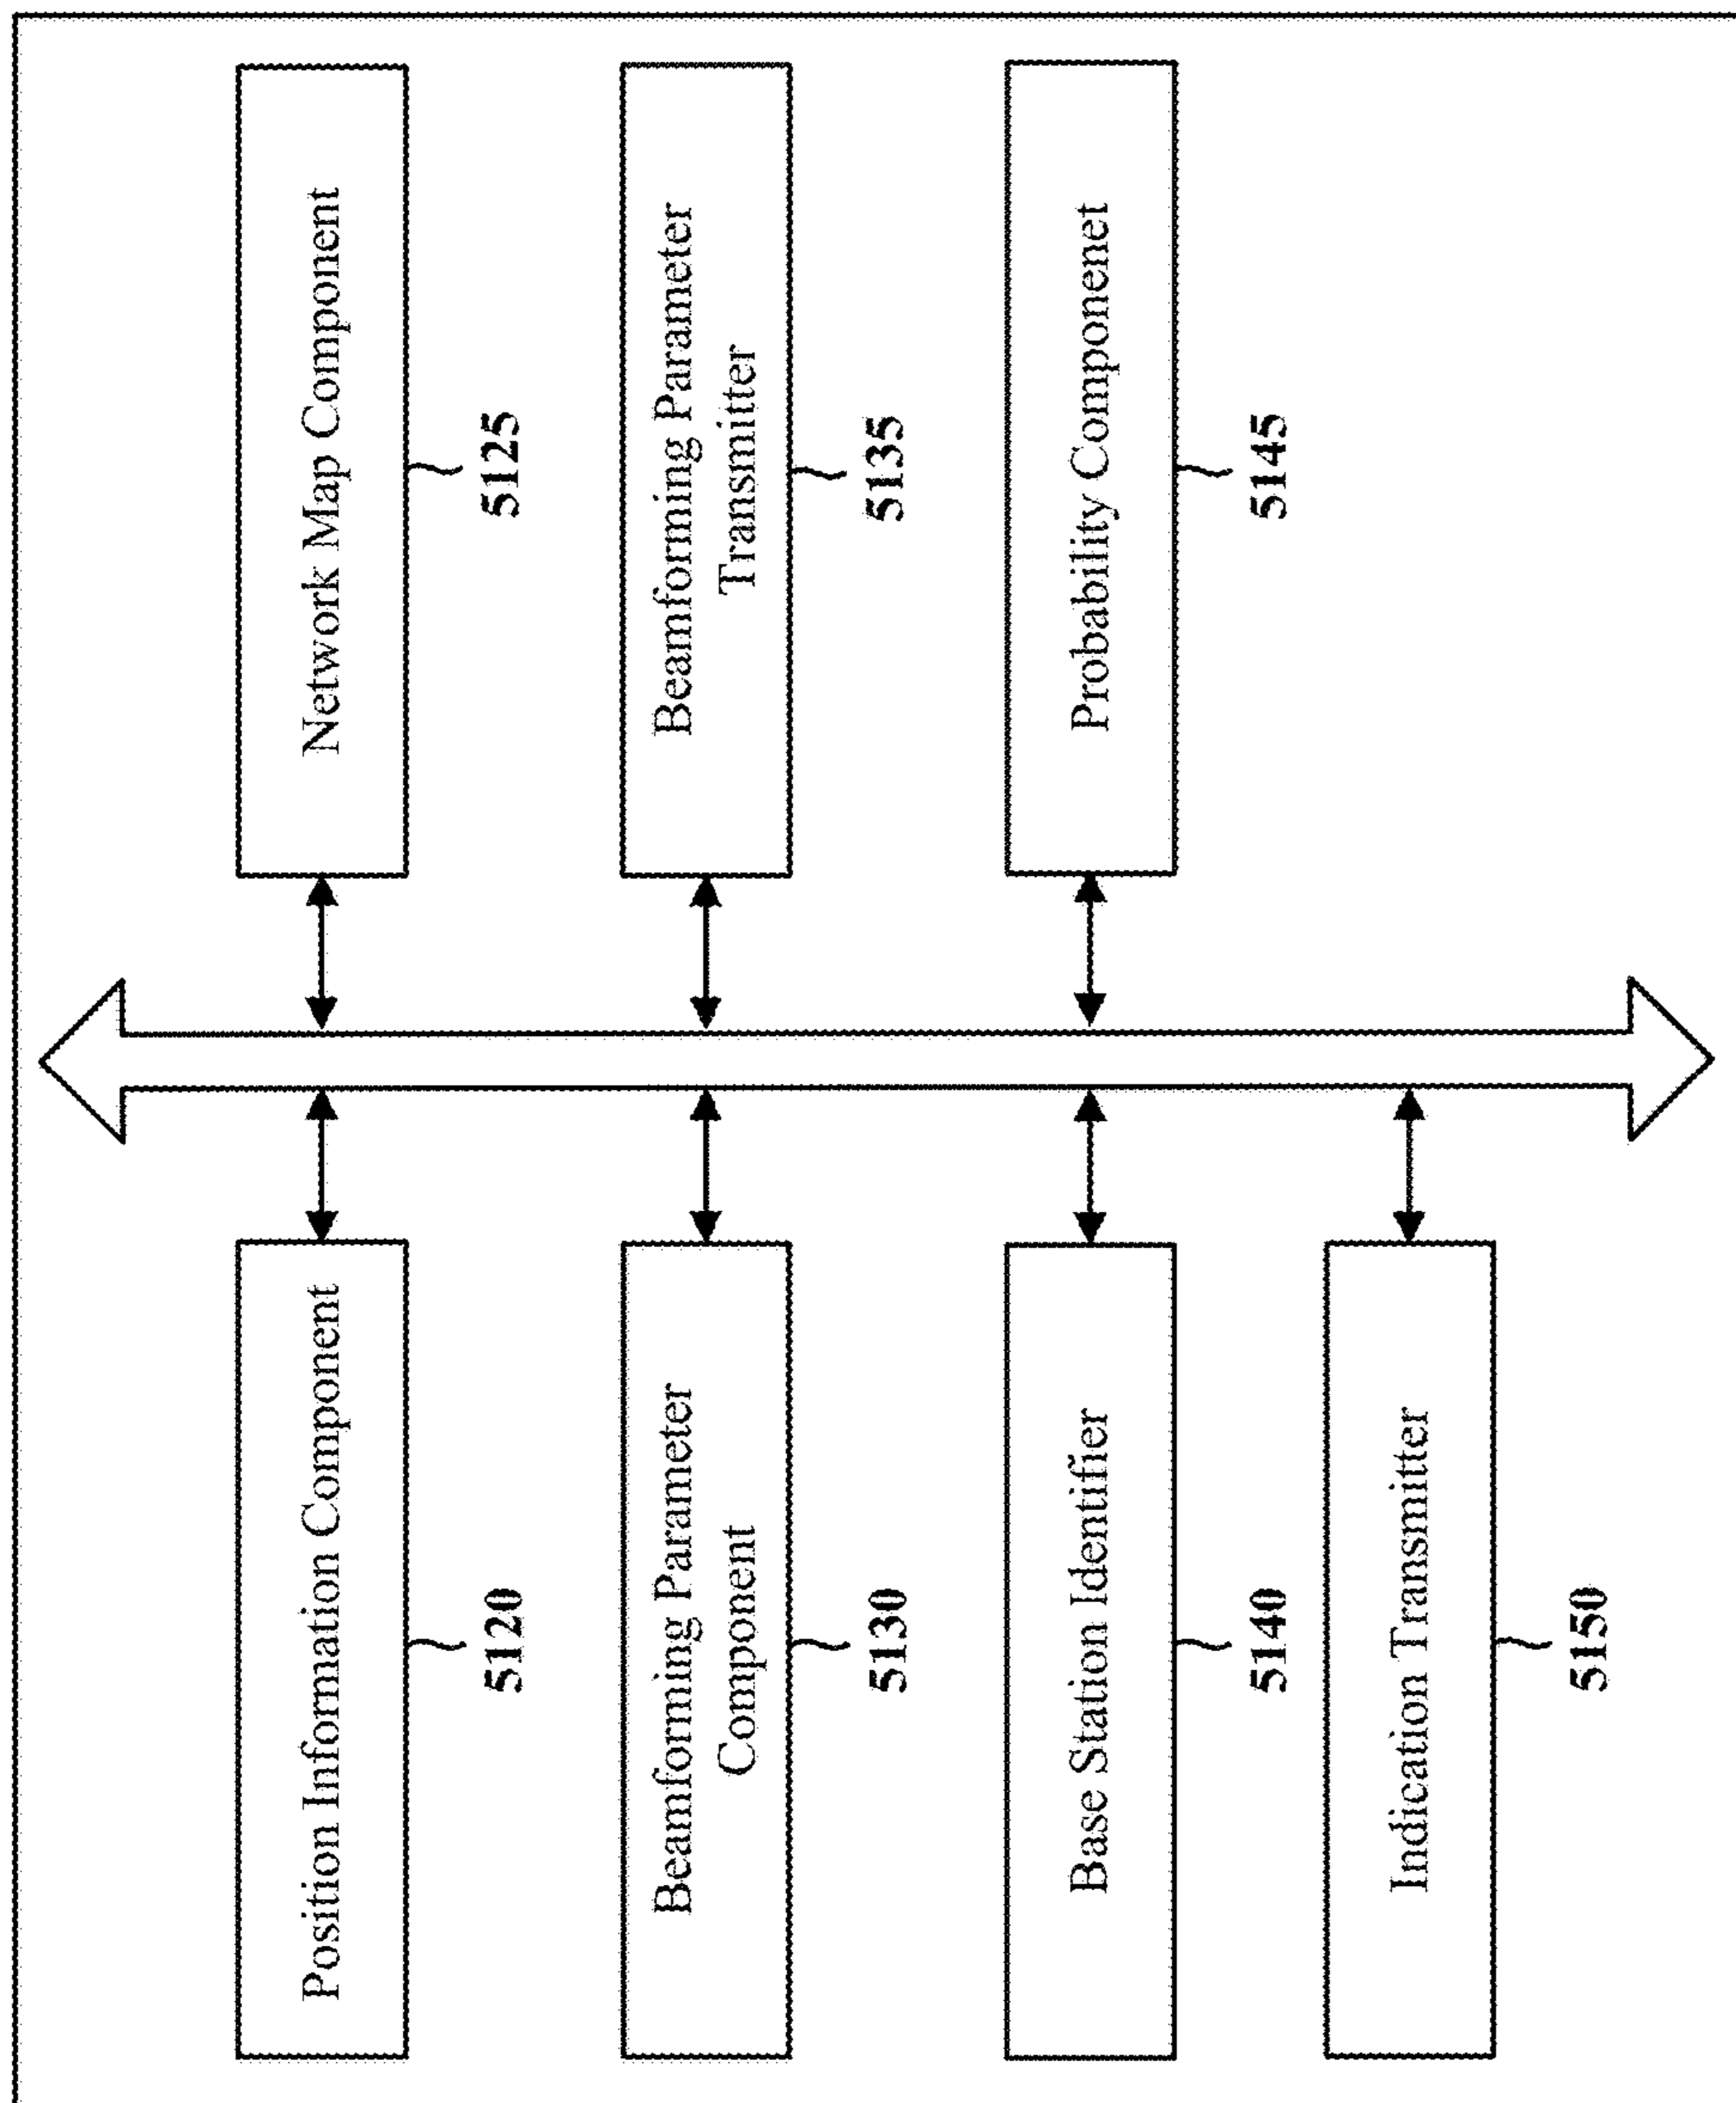 Position Information Component
5120
Network Map Component
5125
Beamforming Parameter
Component
5130
Beamforming Parameter
Transmitter
5135
Base Station Identifier
5140
Probability Component
5145
Indication Transmitter
5150